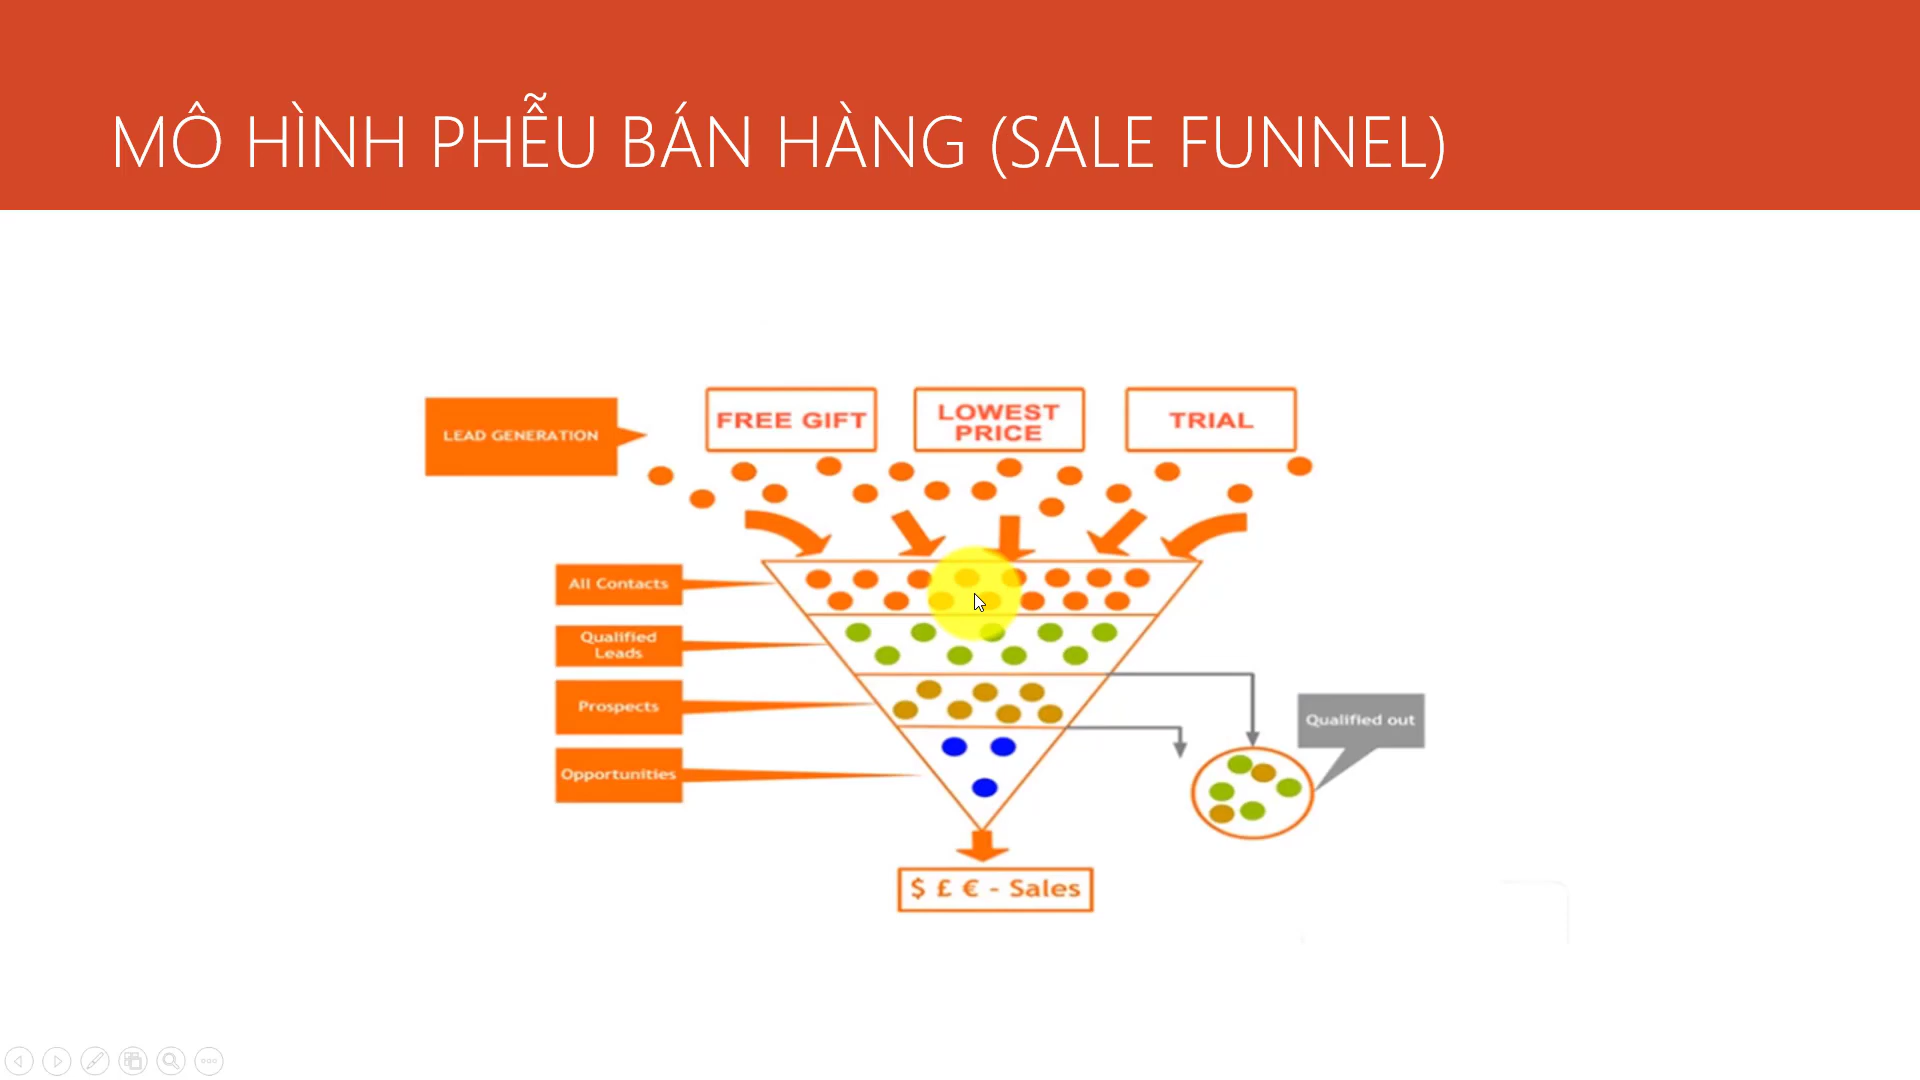 MÔ HÌNH PHỄU BÁN HÀNG (SALE FUNNEL)
LEAD GENERATION
FREE GIFT
LOWEST
PRICE
TRIAL
All Contacts
Qualified
Leads
Prospects
Opportunities
Qualified out
$ £ € - Sales